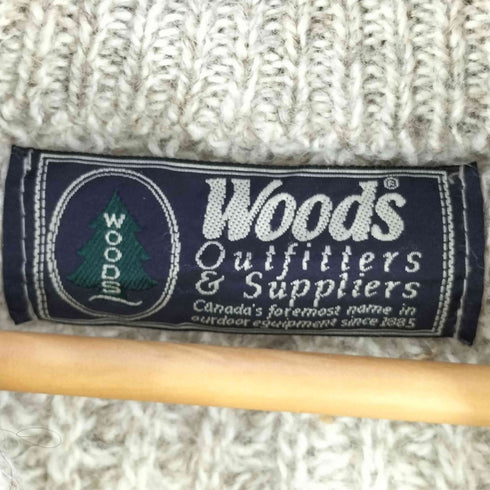 WOODS
Woods®
Outfitters
& Suppliers
Canada's foremost name in
outdoor equipment since 1885